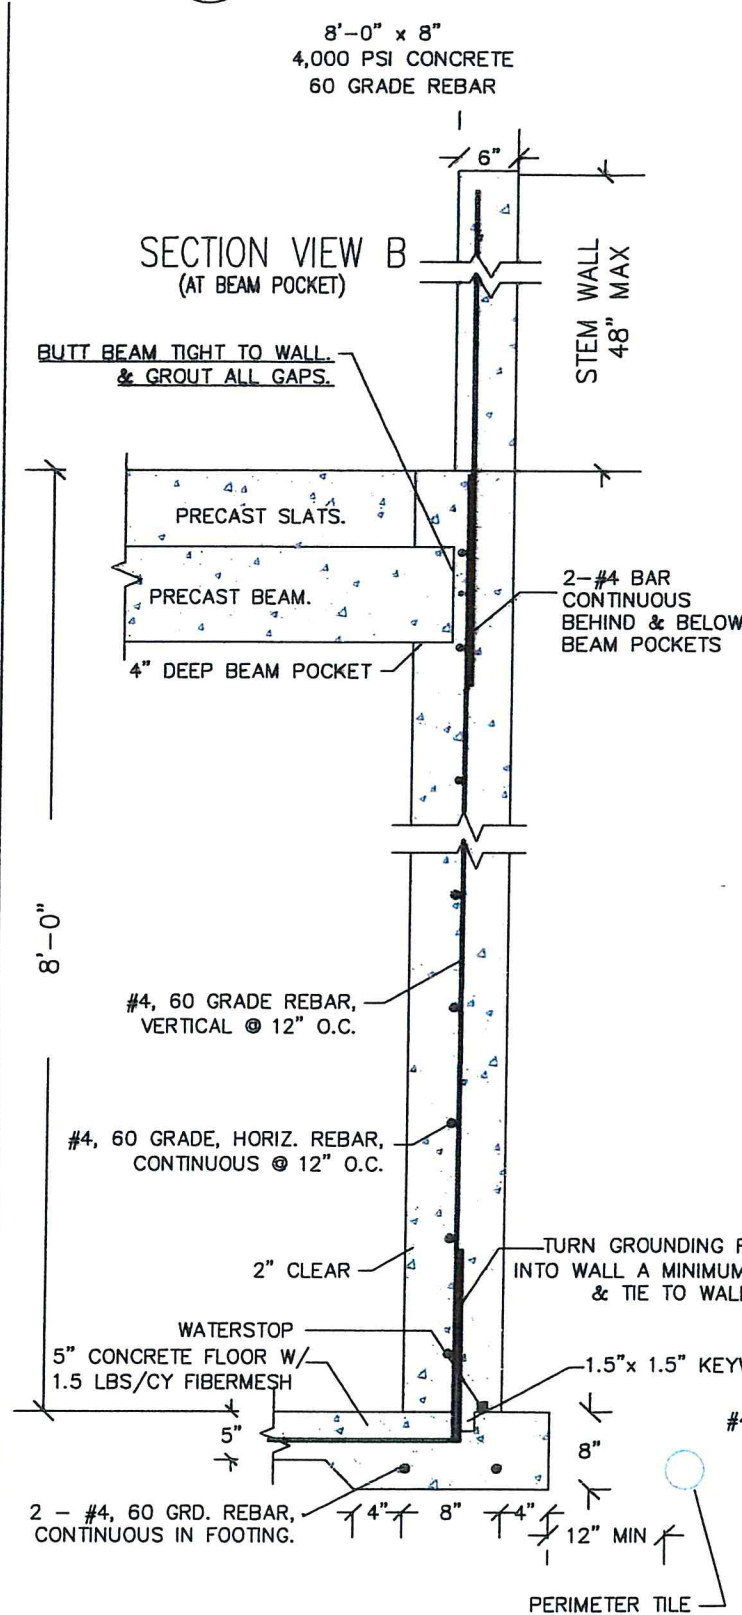 8'-0" x 8"
4,000 PSI CONCRETE
60 GRADE REBAR
6"
SECTION VIEW B
(AT BEAM POCKET)
STEM WALL
48" MAX
BUTT BEAM TIGHT TO WALL.
& GROUT ALL GAPS.
PRECAST SLATS.
PRECAST BEAM.
4" DEEP BEAM POCKET
2-#4 BAR
CONTINUOUS
BEHIND & BELOW
BEAM POCKETS
8'-0"
#4, 60 GRADE REBAR,
VERTICAL @ 12" O.C.
#4, 60 GRADE, HORIZ. REBAR,
CONTINUOUS @ 12" O.C.
2" CLEAR
TURN GROUNDING
INTO WALL A MINIMUM
& TIE TO
WATERSTOP
5" CONCRETE FLOOR W/
1.5 LBS/CY FIBERMESH
1.5"x 1.5"
5"
8"
2 - #4, 60 GRD. REBAR,
CONTINUOUS IN FOOTING.
4" 8" 4"
12" MIN
PERIMETER TILE